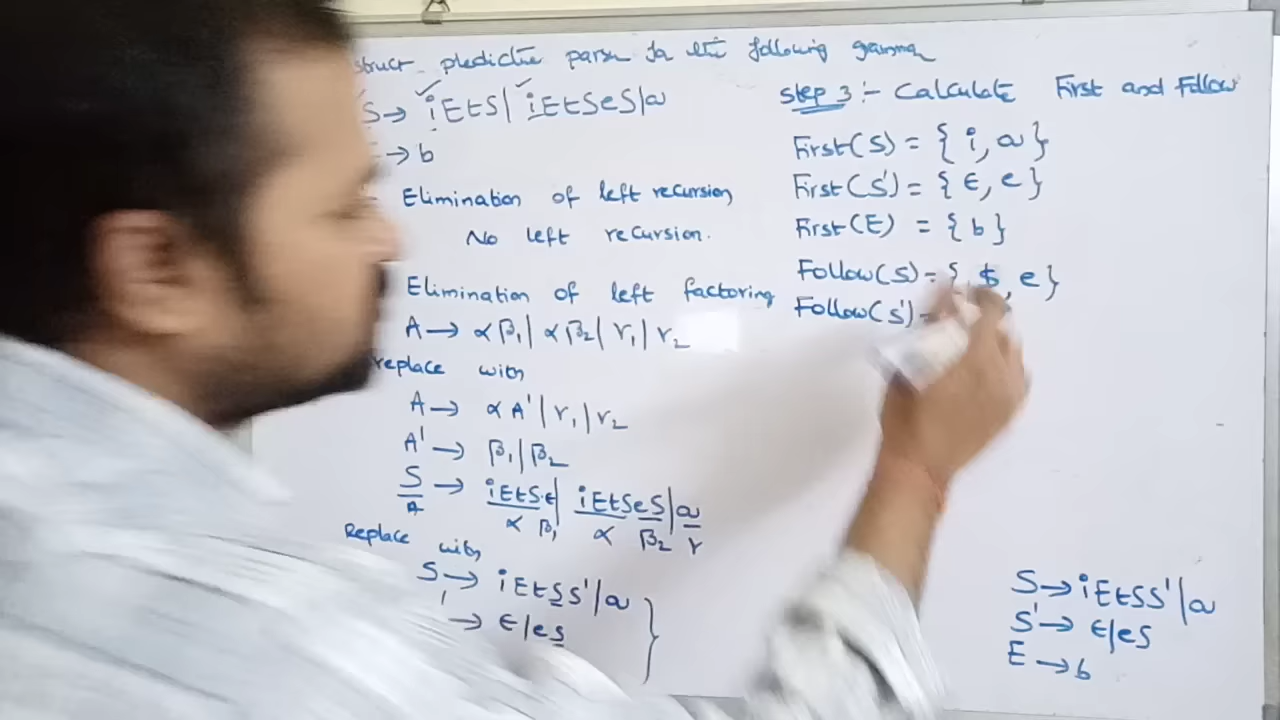 struct predictive parser for the following gramma
S → iEtS | iEtSeS | a
→ b
Elimination of left recursion
No left recursion.
Elimination of left factoring
A → αβ₁ | αβ₂ | γ₁ | γ₂
replace with
A → αA' | γ₁ | γ₂
A' → β₁ | β₂
S → iEtS.ϵ | iEtSeS | a
A α β₁ α β₂ γ
Replace with
S → iEtSS' | a
' → ϵ | eS
Step 3 :- Calculate First and Follow
First(S) = { i, a }
First(S') = { ϵ, e }
First(E) = { b }
Follow(S) = { $, e }
Follow(S') =
S → iEtSS' | a
S' → ϵ | eS
E → b